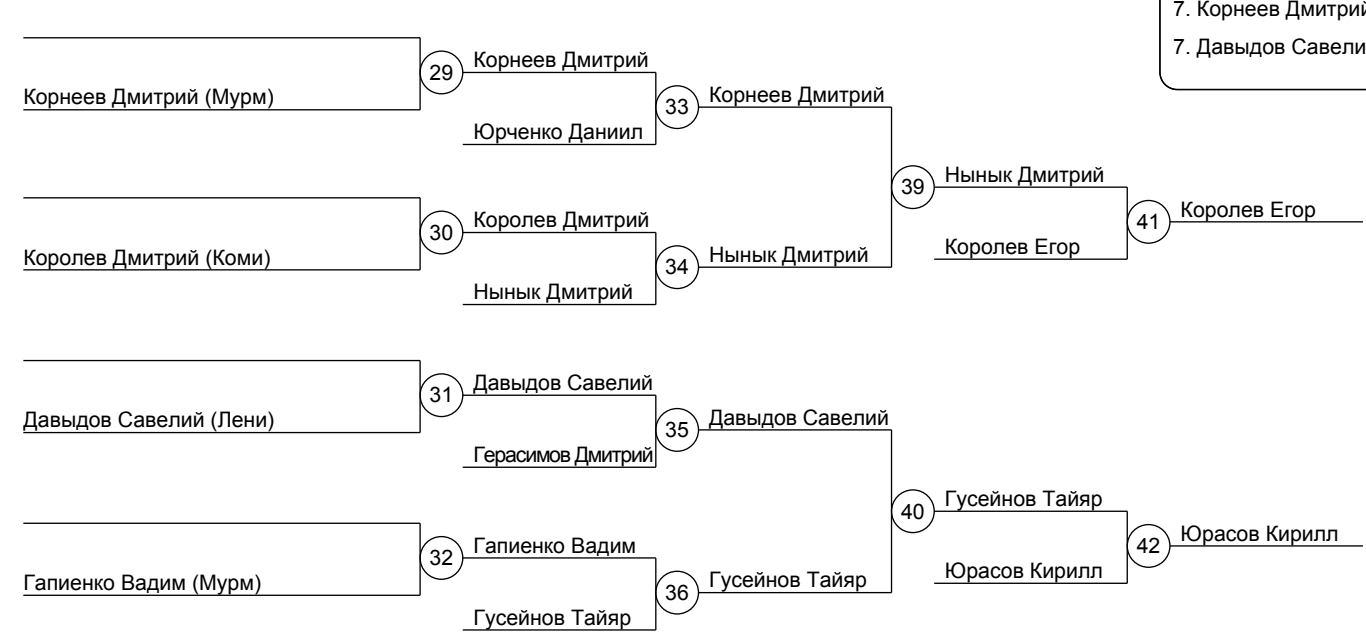 7. Корнеев Дмитрий
7. Давыдов Савели
29
Корнеев Дмитрий
Корнеев Дмитрий (Мурм)
33
Корнеев Дмитрий
Юрченко Даниил
39
Нынык Дмитрий
30
Королев Дмитрий
41
Королев Егор
Королев Дмитрий (Коми)
34
Нынык Дмитрий
Королев Егор
Нынык Дмитрий
31
Давыдов Савелий
Давыдов Савелий (Лени)
35
Давыдов Савелий
Герасимов Дмитрий
40
Гусейнов Тайяр
32
Гапиенко Вадим
42
Юрасов Кирилл
Гапиенко Вадим (Мурм)
36
Гусейнов Тайяр
Юрасов Кирилл
Гусейнов Тайяр